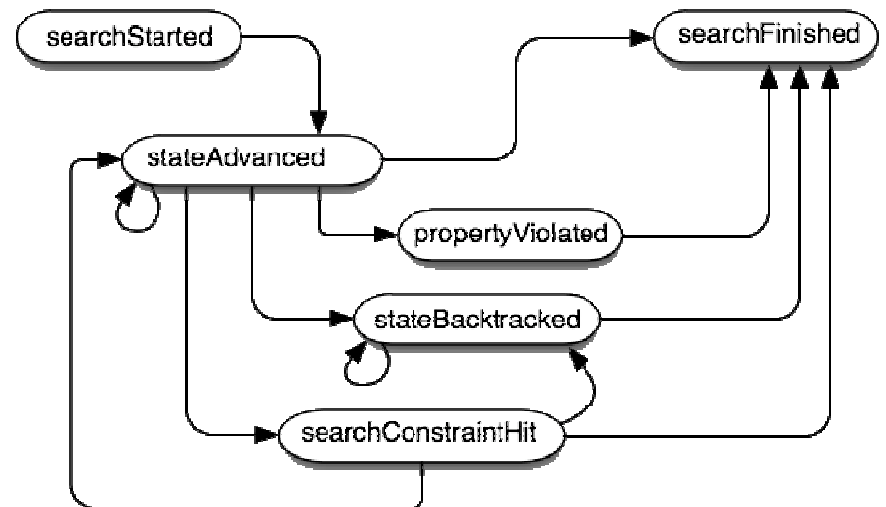 searchStarted
searchFinished
stateAdvanced
propertyViolated
stateBacktracked
searchConstraintHit